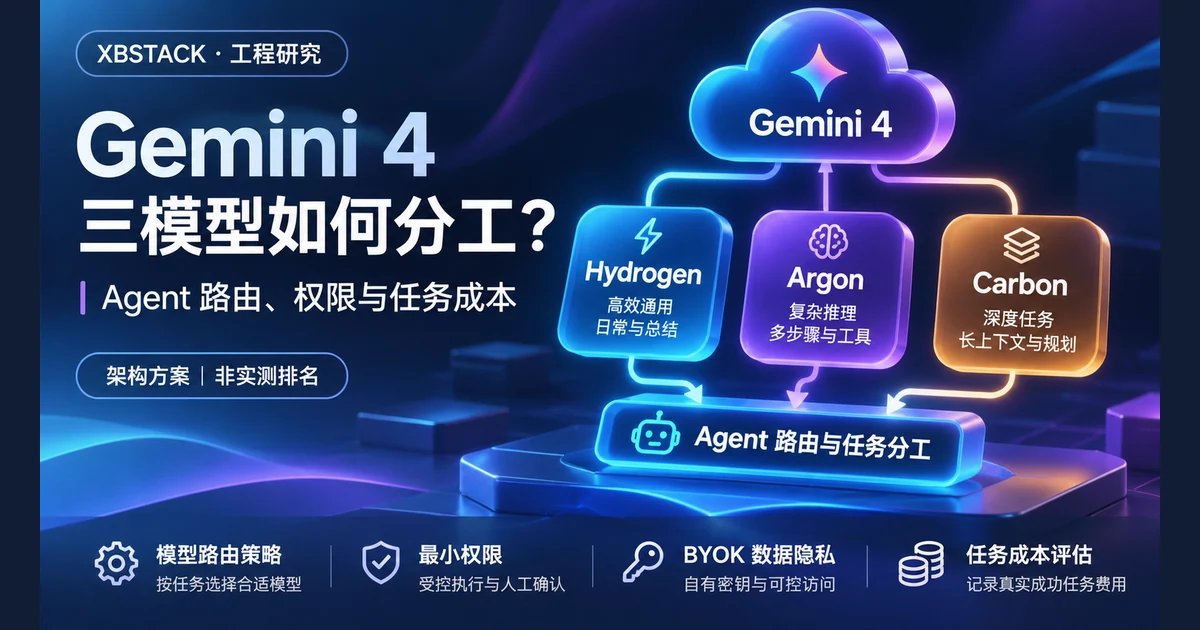 XBSTACK · 工程研究
Gemini 4
三模型如何分工?
Agent 路由、权限与任务成本
架构方案｜非实测排名
Gemini 4
Hydrogen
高效通用
日常与总结
Argon
复杂推理
多步骤与工具
Carbon
深度任务
长上下文与规划
Agent 路由与任务分工
模型路由策略
按任务选择合适模型
最小权限
受控执行与人工确认
BYOK 数据隐私
自有密钥与可控访问
任务成本评估
记录真实成功任务费用